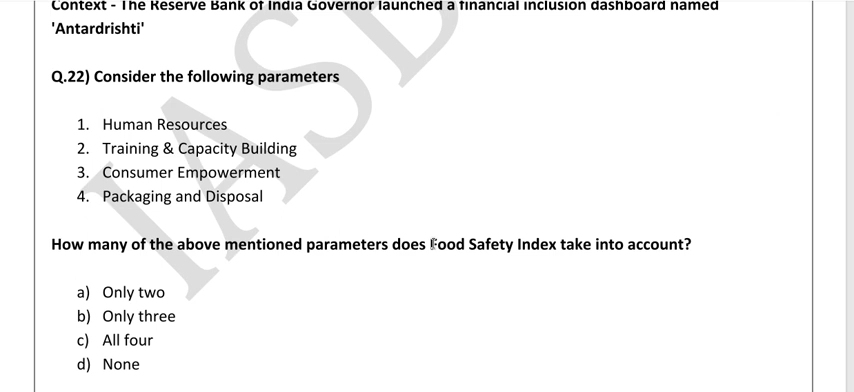 Context - The Reserve Bank of India Governor launched a financial inclusion dashboard named
'Antardrishti'
Q.22) Consider the following parameters
1. Human Resources
2. Training & Capacity Building
3. Consumer Empowerment
4. Packaging and Disposal
How many of the above mentioned parameters does Food Safety Index take into account?
a) Only two
b) Only three
c) All four
d) None